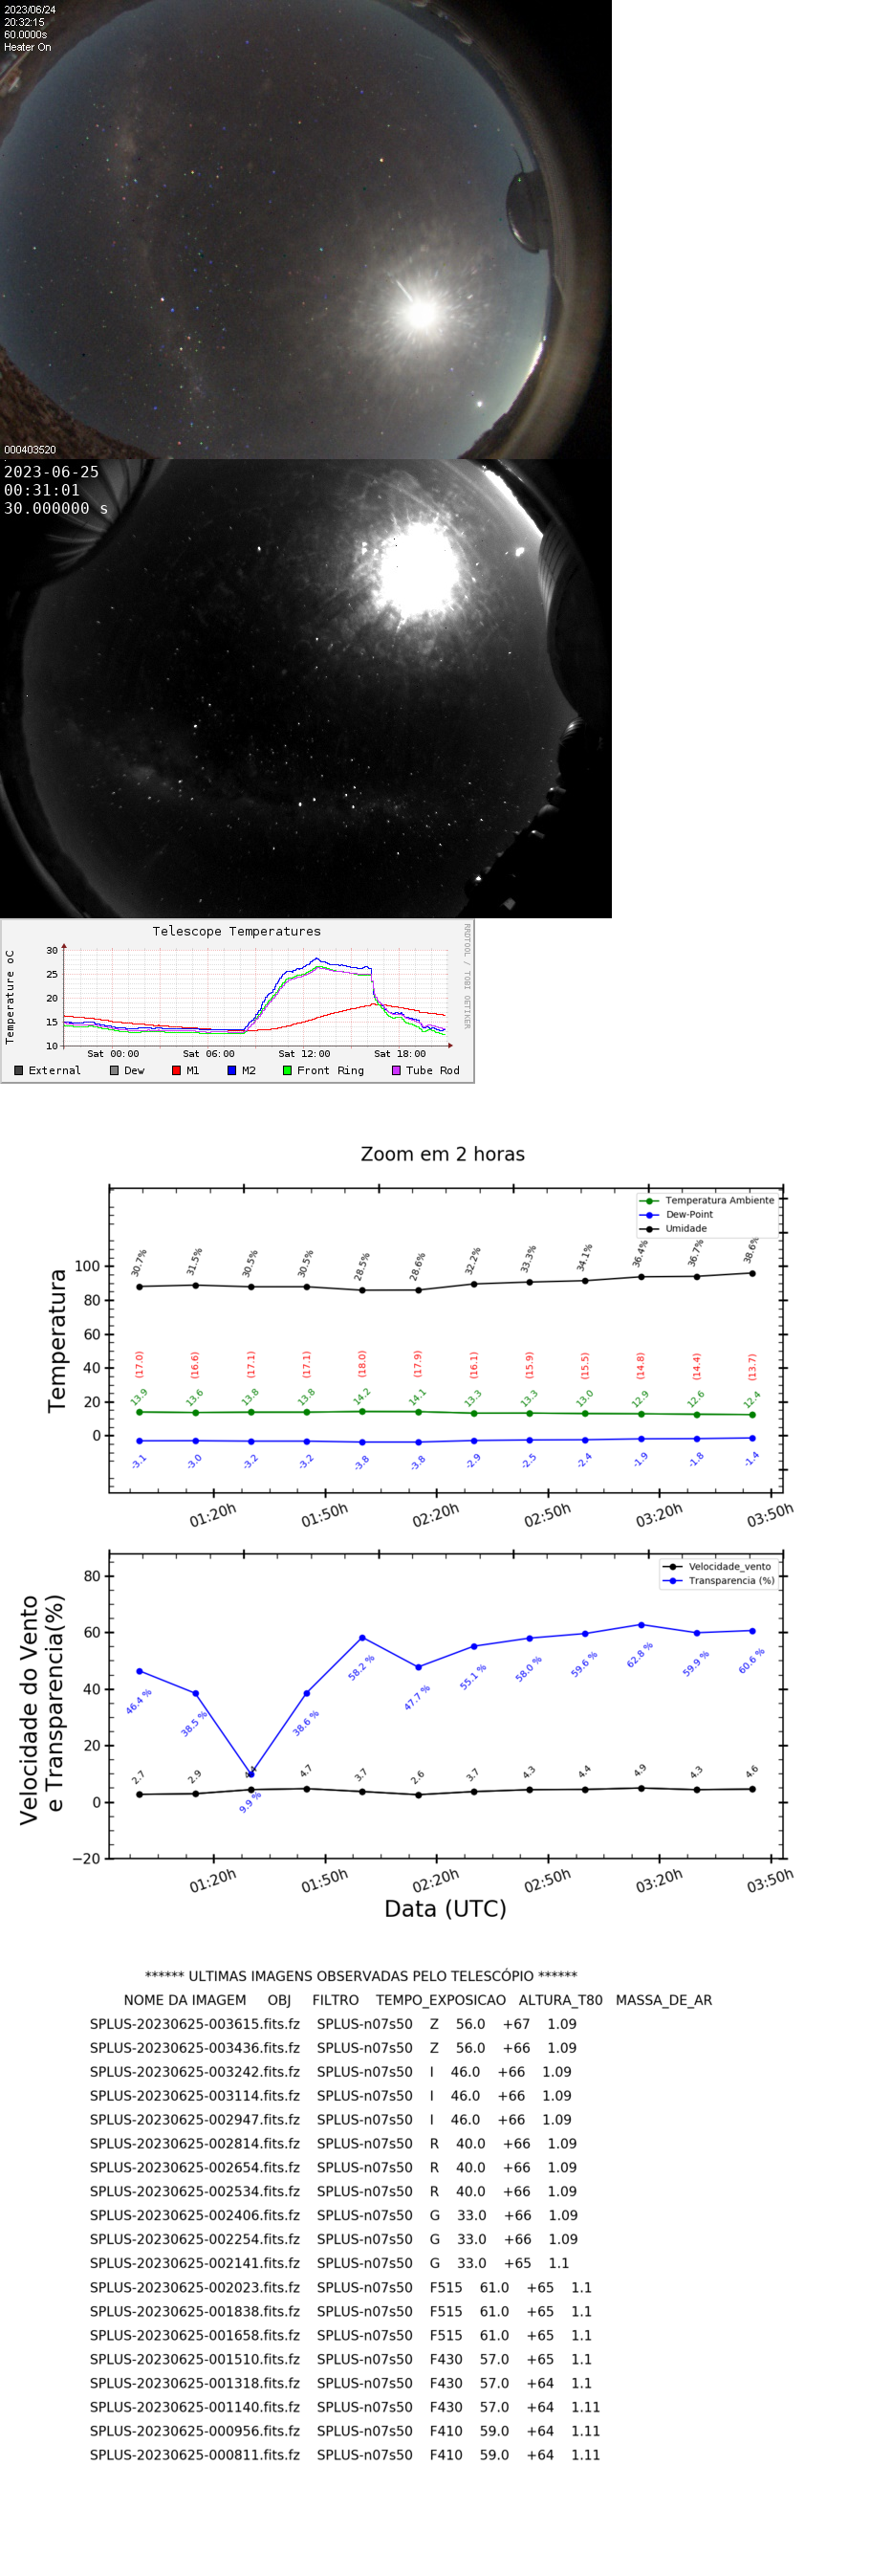 2023/06/24
20:32:15
60.0000s
Heater On
000403520
2023-06-25
00:31:01
30.000000 s
Telescope Temperatures
RRDTOOL / TOBI OETIKER
Temperature oC
30
25
20
15
10
Sat 00:00 Sat 06:00 Sat 12:00 Sat 18:00
External Dew M1 M2 Front Ring Tube Rod
Zoom em 2 horas
Temperatura Ambiente
Dew-Point
Umidade
Temperatura
100
80
60
40
20
0
30.7% 31.5% 30.5% 30.5% 28.5% 28.6% 32.2% 33.3% 34.1% 36.4% 36.7% 38.6%
(17.0) (16.6) (17.1) (17.1) (18.0) (17.9) (16.1) (15.9) (15.5) (14.8) (14.4) (13.7)
13.9 13.6 13.8 13.8 14.2 14.1 13.3 13.3 13.0 12.9 12.6 12.4
-3.1 -3.0 -3.2 -3.2 -3.8 -3.8 -2.9 -2.5 -2.4 -1.9 -1.8 -1.4
01:20h 01:50h 02:20h 02:50h 03:20h 03:50h
Velocidade_vento
Transparencia (%)
Velocidade do Vento
e Transparencia(%)
80
60
40
20
0
−20
46.4 % 38.5 % 9.9 % 38.6 % 58.2 % 47.7 % 55.1 % 58.0 % 59.6 % 62.8 % 59.9 % 60.6 %
2.7 2.9 4.4 4.7 3.7 2.6 3.7 4.3 4.4 4.9 4.3 4.6
01:20h 01:50h 02:20h 02:50h 03:20h 03:50h
Data (UTC)
****** ULTIMAS IMAGENS OBSERVADAS PELO TELESCÓPIO ******
NOME DA IMAGEM OBJ FILTRO TEMPO_EXPOSICAO ALTURA_T80 MASSA_DE_AR
SPLUS-20230625-003615.fits.fz SPLUS-n07s50 Z 56.0 +67 1.09
SPLUS-20230625-003436.fits.fz SPLUS-n07s50 Z 56.0 +66 1.09
SPLUS-20230625-003242.fits.fz SPLUS-n07s50 I 46.0 +66 1.09
SPLUS-20230625-003114.fits.fz SPLUS-n07s50 I 46.0 +66 1.09
SPLUS-20230625-002947.fits.fz SPLUS-n07s50 I 46.0 +66 1.09
SPLUS-20230625-002814.fits.fz SPLUS-n07s50 R 40.0 +66 1.09
SPLUS-20230625-002654.fits.fz SPLUS-n07s50 R 40.0 +66 1.09
SPLUS-20230625-002534.fits.fz SPLUS-n07s50 R 40.0 +66 1.09
SPLUS-20230625-002406.fits.fz SPLUS-n07s50 G 33.0 +66 1.09
SPLUS-20230625-002254.fits.fz SPLUS-n07s50 G 33.0 +66 1.09
SPLUS-20230625-002141.fits.fz SPLUS-n07s50 G 33.0 +65 1.1
SPLUS-20230625-002023.fits.fz SPLUS-n07s50 F515 61.0 +65 1.1
SPLUS-20230625-001838.fits.fz SPLUS-n07s50 F515 61.0 +65 1.1
SPLUS-20230625-001658.fits.fz SPLUS-n07s50 F515 61.0 +65 1.1
SPLUS-20230625-001510.fits.fz SPLUS-n07s50 F430 57.0 +65 1.1
SPLUS-20230625-001318.fits.fz SPLUS-n07s50 F430 57.0 +64 1.1
SPLUS-20230625-001140.fits.fz SPLUS-n07s50 F430 57.0 +64 1.11
SPLUS-20230625-000956.fits.fz SPLUS-n07s50 F410 59.0 +64 1.11
SPLUS-20230625-000811.fits.fz SPLUS-n07s50 F410 59.0 +64 1.11